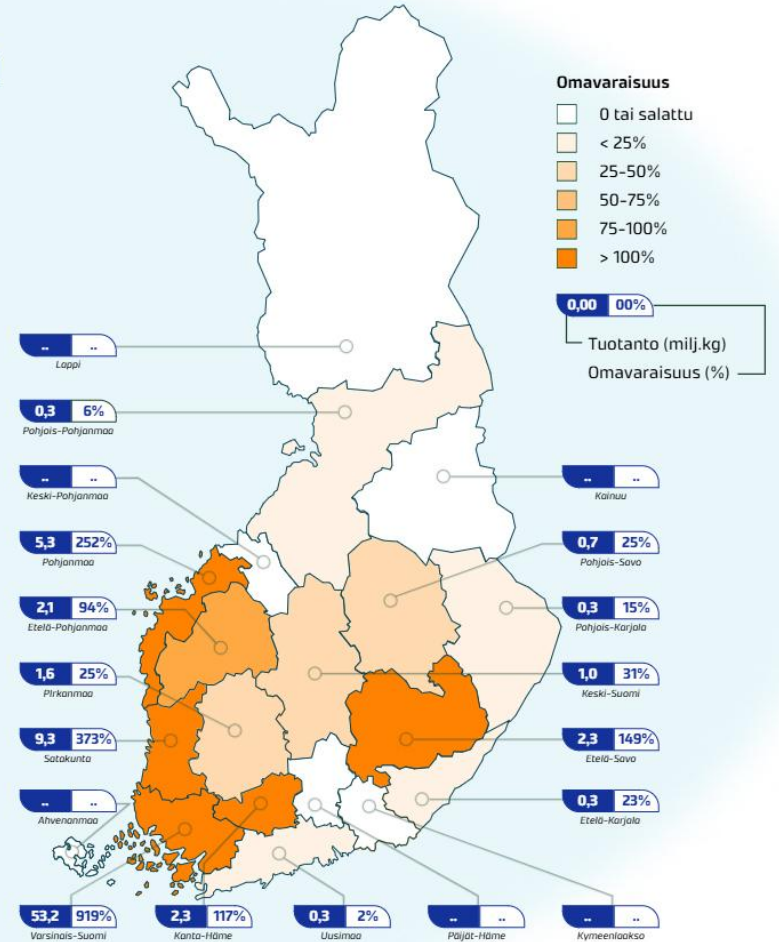 Omavaraisuus
0 tai salattu
< 25%
25-50%
50-75%
75-100%
> 100%
0,00 00%
Tuotanto (milj.kg)
Omavaraisuus (%)
.. ..
Lappi
0,3 6%
Pohjois-Pohjanmaa
.. ..
Keski-Pohjanmaa
.. ..
Kainuu
5,3 252%
Pohjanmaa
0,7 25%
Pohjois-Savo
2,1 94%
Etelä-Pohjanmaa
0,3 15%
Pohjois-Karjala
1,6 25%
Pirkanmaa
1,0 31%
Keski-Suomi
9,3 373%
Satakunta
2,3 149%
Etelä-Savo
.. ..
Ahvenanmaa
0,3 23%
Etelä-Karjala
53,2 919%
Varsinais-Suomi
2,3 117%
Kanta-Häme
0,3 2%
Uusimaa
.. ..
Päijät-Häme
.. ..
Kymeenlaakso